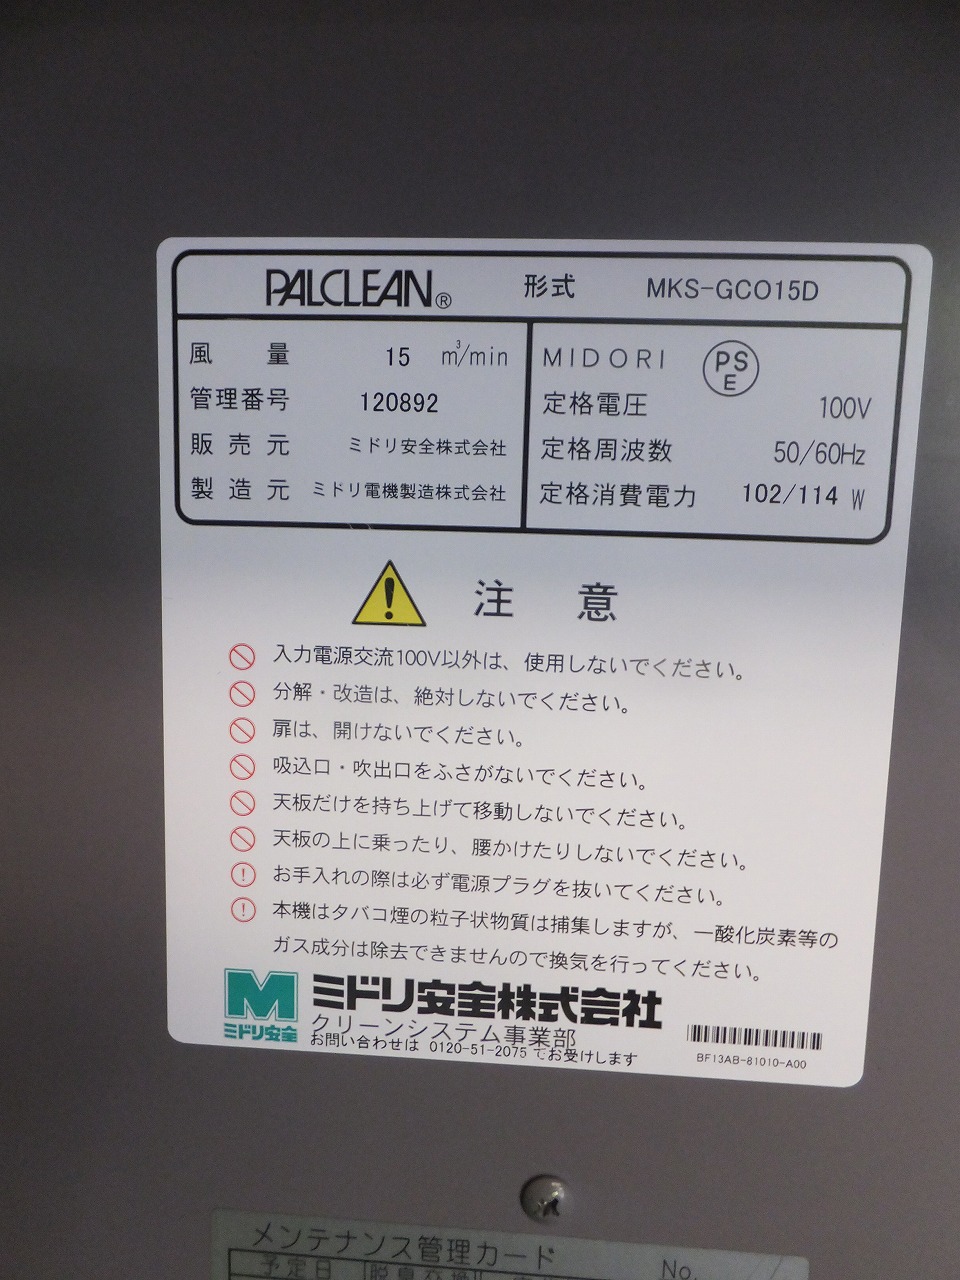 PALCLEAN® 形式 MKS-GCO15D
風量 15 m³/min
管理番号 120892
販売元 ミドリ安全株式会社
製造元 ミドリ電機製造株式会社
MIDORI PSE
定格電圧 100V
定格周波数 50/60Hz
定格消費電力 102/114 W
注意
入力電源交流100V以外は、使用しないでください。
分解・改造は、絶対しないでください。
扉は、開けないでください。
吸込口・吹出口をふさがないでください。
天板だけを持ち上げて移動しないでください。
天板の上に乗ったり、腰かけたりしないでください。
お手入れの際は必ず電源プラグを抜いてください。
本機はタバコ煙の粒子状物質は捕集しますが、一酸化炭素等の
ガス成分は除去できませんので換気を行ってください。
M ミドリ安全
ミドリ安全株式会社
クリーンシステム事業部
お問い合わせは 0120-51-2075 でお受けします
BF13AB-81010-A00
メンテナンス管理カード No.
予定日 脱臭交換